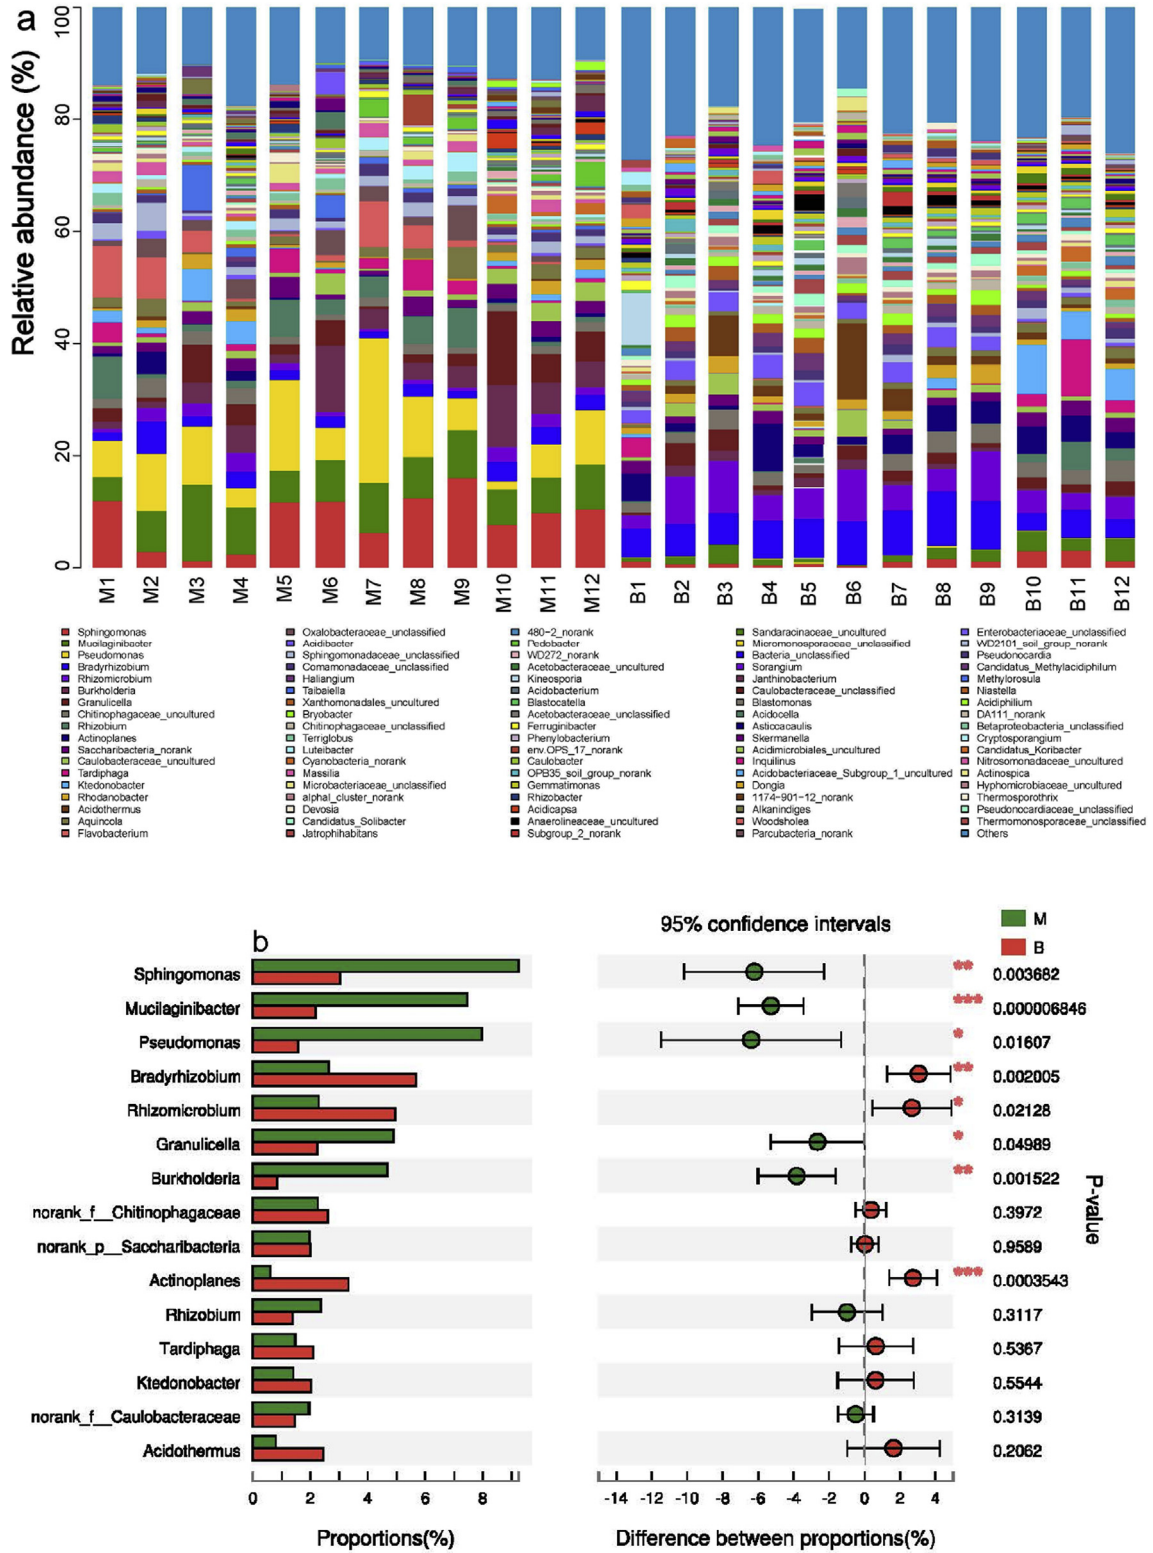 a
Relative abundance (%)
100
80
60
40
20
0
M1 M2 M3 M4 M5 M6 M7 M8 M9 M10 M11 M12 B1 B2 B3 B4 B5 B6 B7 B8 B9 B10 B11 B12
Sphingomonas Oxalobacteraceae_unclassified 480-2_norank Sandaracinaceae_uncultured Enterobacteriaceae_unclassified
Mucilaginibacter Acidibacter Pedobacter Micromonosporaceae_unclassified WD2101_soil_group_norank
Pseudomonas Sphingomonadaceae_unclassified WD272_norank Bacteria_unclassified Pseudonocardia
Bradyrhizobium Comamonadaceae_unclassified Acetobacteraceae_uncultured Sorangium Candidatus_Methylacidiphilum
Rhizomicrobium Haliangium Kineosporia Janthinobacterium Methylorosula
Burkholderia Taibaiella Acidobacterium Caulobacteraceae_unclassified Niastella
Granulicella Xanthomonadales_uncultured Blastocatella Blastomonas Acidiphilium
Chitinophagaceae_uncultured Bryobacter Acetobacteraceae_unclassified Acidocella DA111_norank
Rhizobium Chitinophagaceae_unclassified Ferruginibacter Asticcacaulis Betaproteobacteria_unclassified
Actinoplanes Terriglobus Phenylobacterium Skermanella Cryptosporangium
Saccharibacteria_norank Luteibacter env.OPS_17_norank Acidimicrobiales_uncultured Candidatus_Koribacter
Caulobacteraceae_uncultured Cyanobacteria_norank Caulobacter Inquilinus Nitrosomonadaceae_uncultured
Tardiphaga Massilia OPB35_soil_group_norank Acidobacteriaceae_Subgroup_1_uncultured Actinospica
Ktedonobacter Microbacteriaceae_unclassified Gemmatimonas Dongia Hyphomicrobiaceae_uncultured
Rhodanobacter alphaI_cluster_norank Rhizobacter 1174-901-12_norank Thermosporothrix
Acidothermus Devosia Acidicapsa Alkanindiges Pseudonocardiaceae_unclassified
Aquincola Candidatus_Solibacter Anaerolineaceae_uncultured Woodsholea Thermomonosporaceae_unclassified
Flavobacterium Jatrophihabitans Subgroup_2_norank Parcubacteria_norank Others
b
95% confidence intervals
M
B
Sphingomonas ** 0.003682
Mucilaginibacter *** 0.000006846
Pseudomonas * 0.01607
Bradyrhizobium ** 0.002005
Rhizomicrobium * 0.02128
Granulicella * 0.04989
Burkholderia ** 0.001522
norank_f__Chitinophagaceae 0.3972
norank_p__Saccharibacteria 0.9589
Actinoplanes *** 0.0003543
Rhizobium 0.3117
Tardiphaga 0.5367
Ktedonobacter 0.5544
norank_f__Caulobacteraceae 0.3139
Acidothermus 0.2062
P-value
0 2 4 6 8 -14 -12 -10 -8 -6 -4 -2 0 2 4
Proportions(%) Difference between proportions(%)